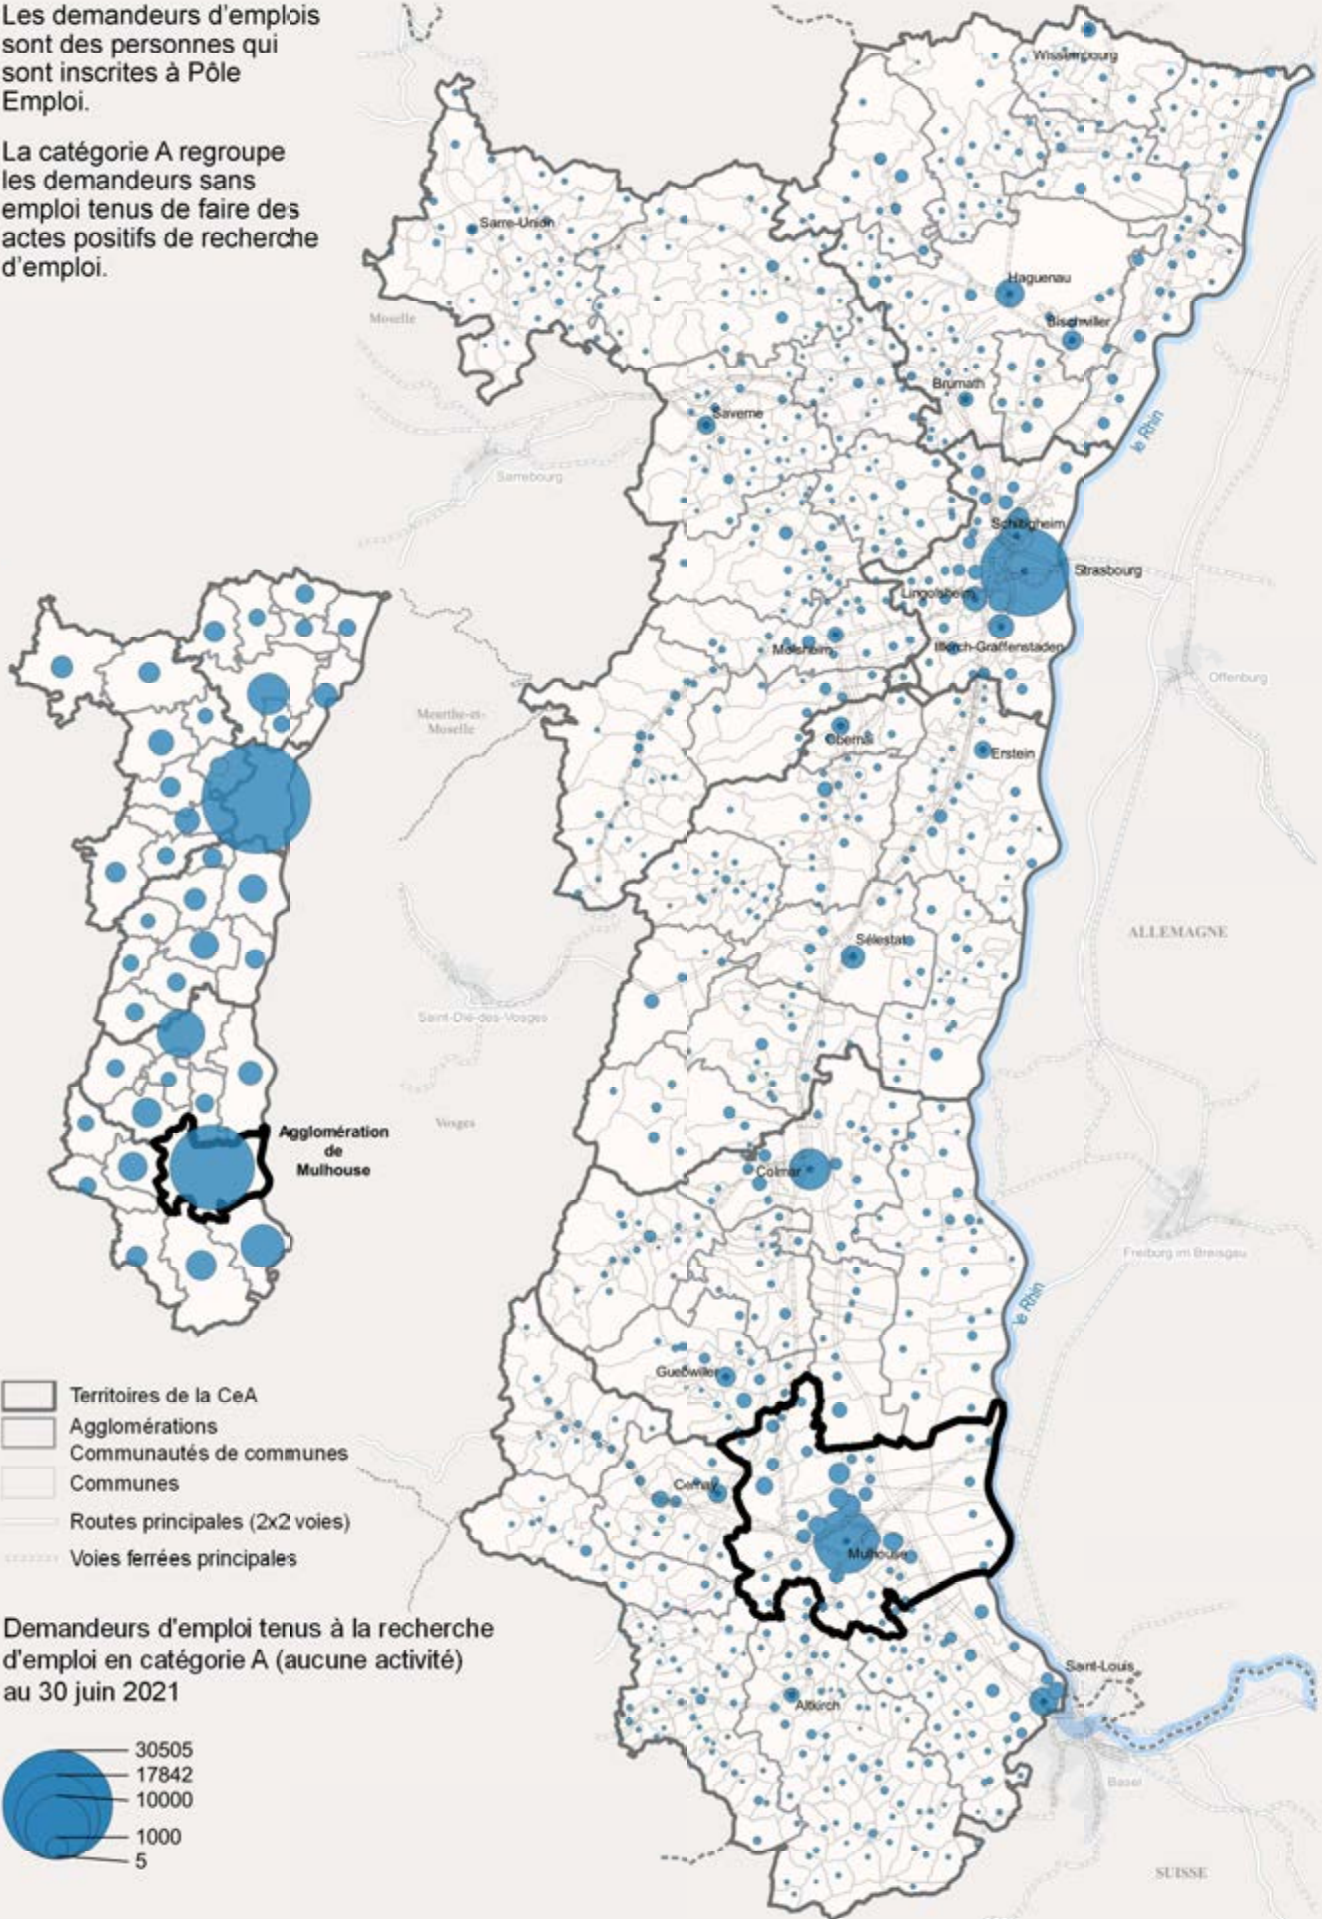 Les demandeurs d'emplois
sont des personnes qui
sont inscrites à Pôle
Emploi.
La catégorie A regroupe
les demandeurs sans
emploi tenus de faire des
actes positifs de recherche
d'emploi.
Wissembourg
Sarre-Union
Haguenau
Moselle
Bischwiller
Brumath
Saverne
le Rhin
Sarrebourg
Schiltigheim
Strasbourg
Lingolsheim
Molsheim
Illkirch-Graffenstaden
Offenburg
Meurthe-et-
Moselle
Obernai
Erstein
ALLEMAGNE
Sélestat
Saint-Dié-des-Vosges
Vosges
Agglomération
de
Mulhouse
Colmar
Freiburg im Breisgau
le Rhin
Guebwiller
Territoires de la CeA
Agglomérations
Communautés de communes
Communes
Routes principales (2x2 voies)
Voies ferrées principales
Cernay
Mulhouse
Demandeurs d'emploi tenus à la recherche
d'emploi en catégorie A (aucune activité)
au 30 juin 2021
Saint-Louis
Altkirch
30505
17842
10000
1000
5
Basel
SUISSE